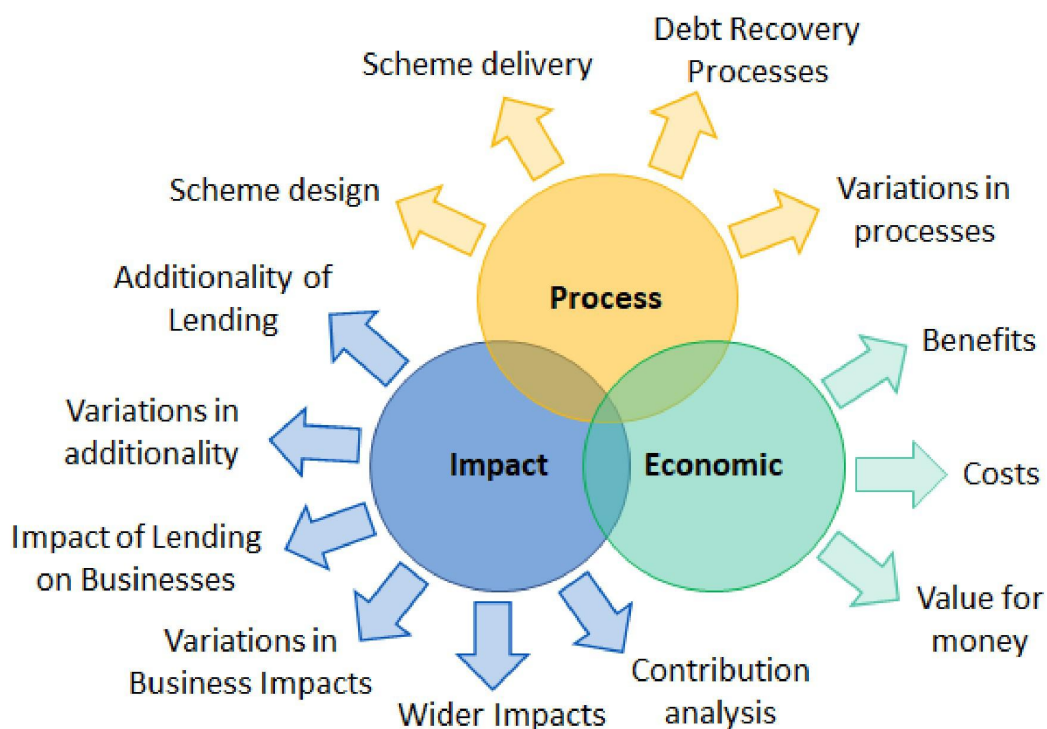 Scheme delivery
Debt Recovery
Processes
Scheme design
Variations in
processes
Additionality of
Lending
Process
Benefits
Variations in
additionality
Impact
Economic
Costs
Impact of Lending
on Businesses
Value for
money
Variations in
Business Impacts
Wider Impacts
Contribution
analysis